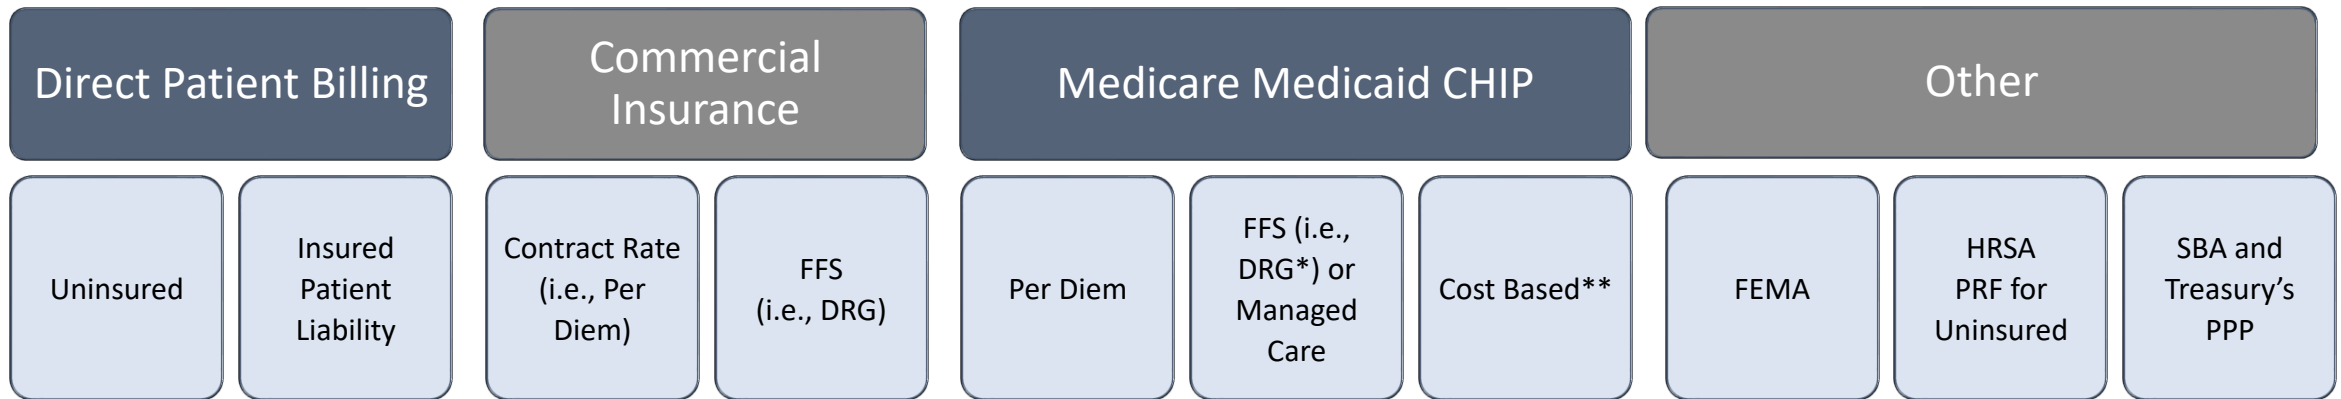 Direct Patient Billing
Commercial
Insurance
Medicare Medicaid CHIP
Other
Uninsured
Insured
Patient
Liability
Contract Rate
(i.e., Per
Diem)
FFS
(i.e., DRG)
Per Diem
FFS (i.e.,
DRG*) or
Managed
Care
Cost Based**
FEMA
HRSA
PRF for
Uninsured
SBA and
Treasury’s
PPP